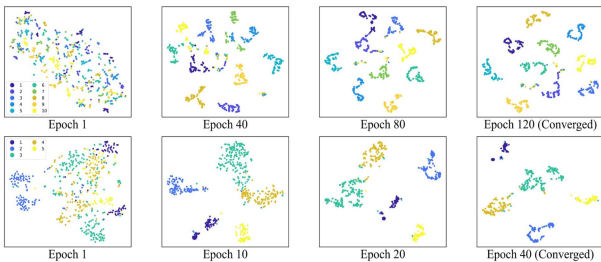 1 6
2 7
3 8
4 9
5 10
Epoch 1
Epoch 40
Epoch 80
Epoch 120 (Converged)
1 4
2 5
3
Epoch 1
Epoch 10
Epoch 20
Epoch 40 (Converged)